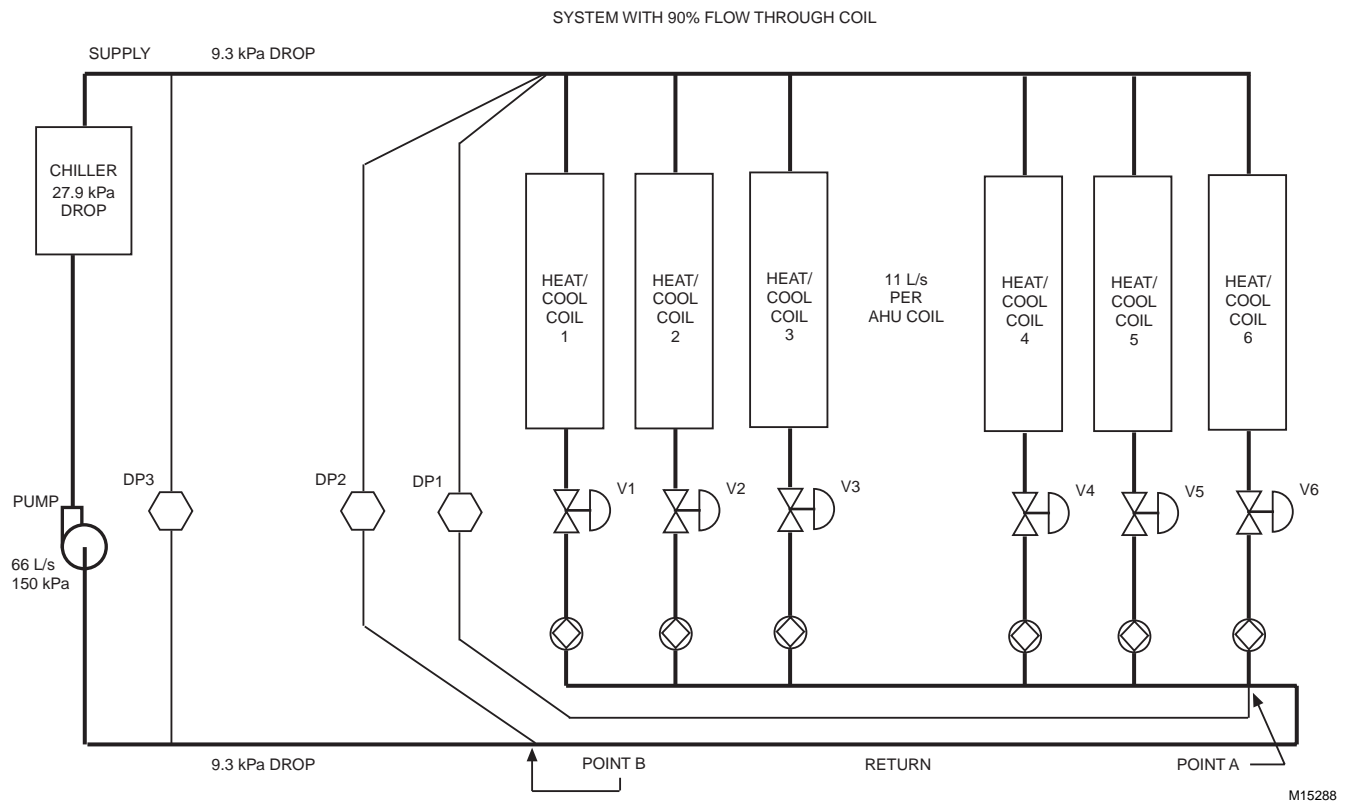 SYSTEM WITH 90% FLOW THROUGH COIL
SUPPLY
9.3 kPa DROP
CHILLER
27.9 kPa
DROP
HEAT/
COOL
COIL
1
HEAT/
COOL
COIL
2
HEAT/
COOL
COIL
3
11 L/s
PER
AHU COIL
HEAT/
COOL
COIL
4
HEAT/
COOL
COIL
5
HEAT/
COOL
COIL
6
DP3
DP2
DP1
V1
V2
V3
V4
V5
V6
PUMP
66 L/s
150 kPa
9.3 kPa DROP
POINT B
RETURN
POINT A
M15288